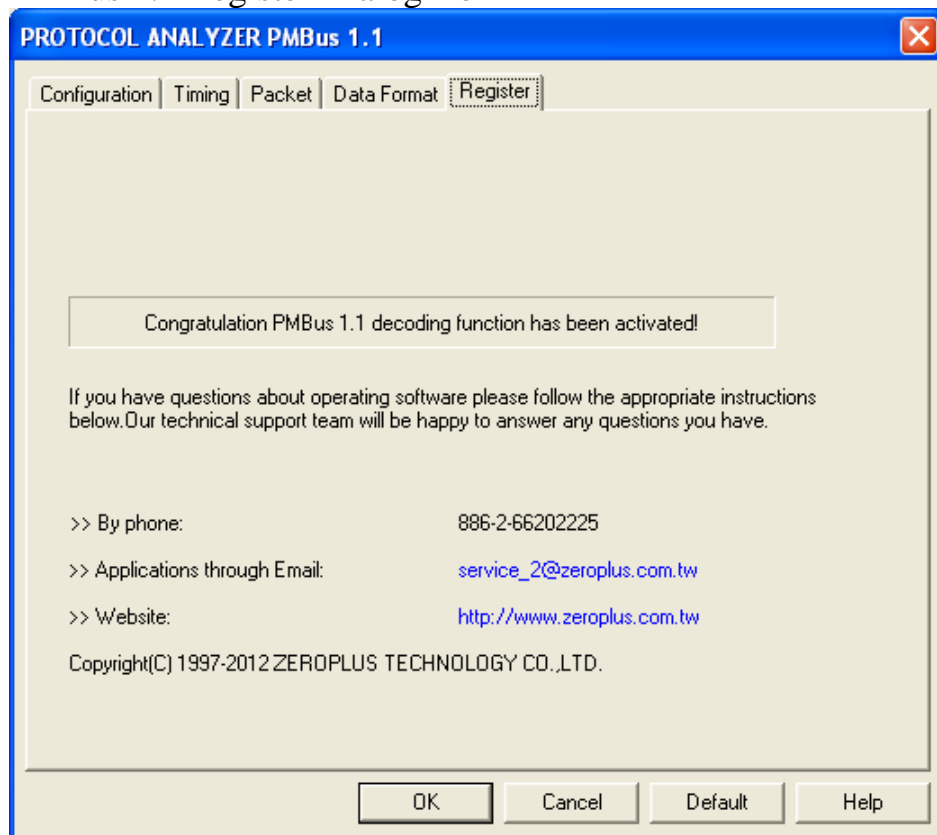 PROTOCOL ANALYZER PMBus 1.1
Configuration Timing Packet Data Format Register
Congratulation PMBus 1.1 decoding function has been activated!
If you have questions about operating software please follow the appropriate instructions
below.Our technical support team will be happy to answer any questions you have.
>> By phone: 886-2-66202225
>> Applications through Email: service_2@zeroplus.com.tw
>> Website: http://www.zeroplus.com.tw
Copyright(C) 1997-2012 ZEROPLUS TECHNOLOGY CO.,LTD.
OK Cancel Default Help